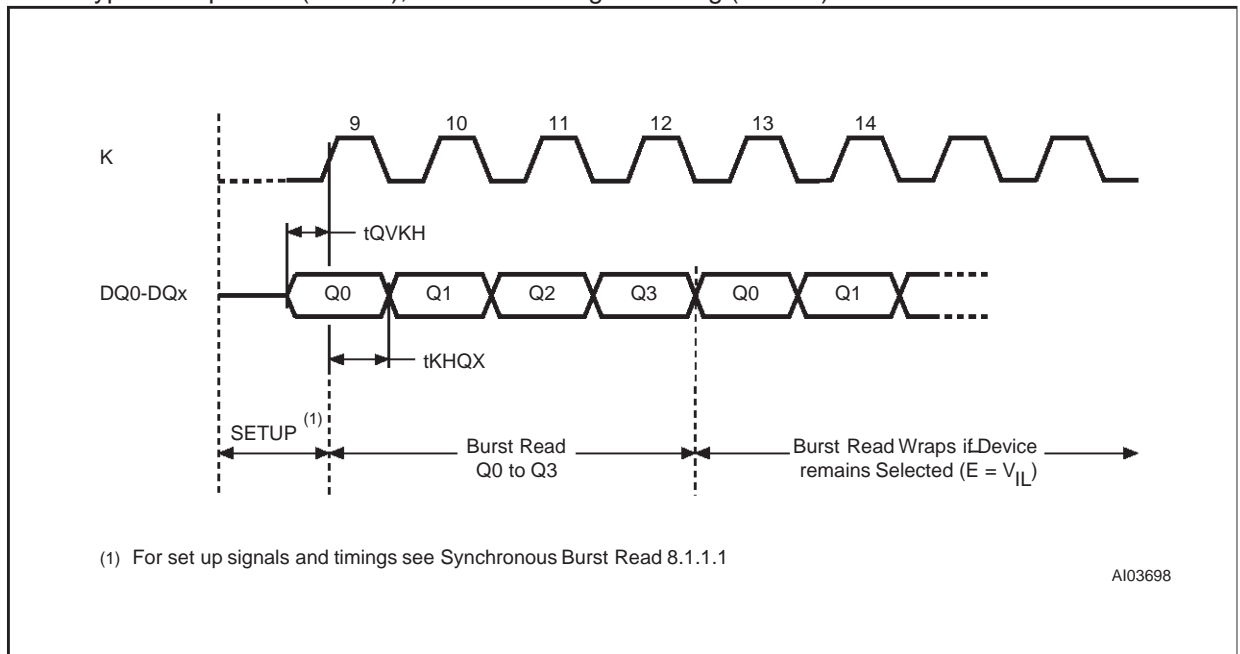 9 10 11 12 13 14
K
tQVKH
DQ0-DQx
Q0 Q1 Q2 Q3 Q0 Q1
tKHQX
SETUP (1)
Burst Read
Q0 to Q3
Burst Read Wraps if Device
remains Selected (E = VIL)
(1) For set up signals and timings see Synchronous Burst Read 8.1.1.1
AI03698